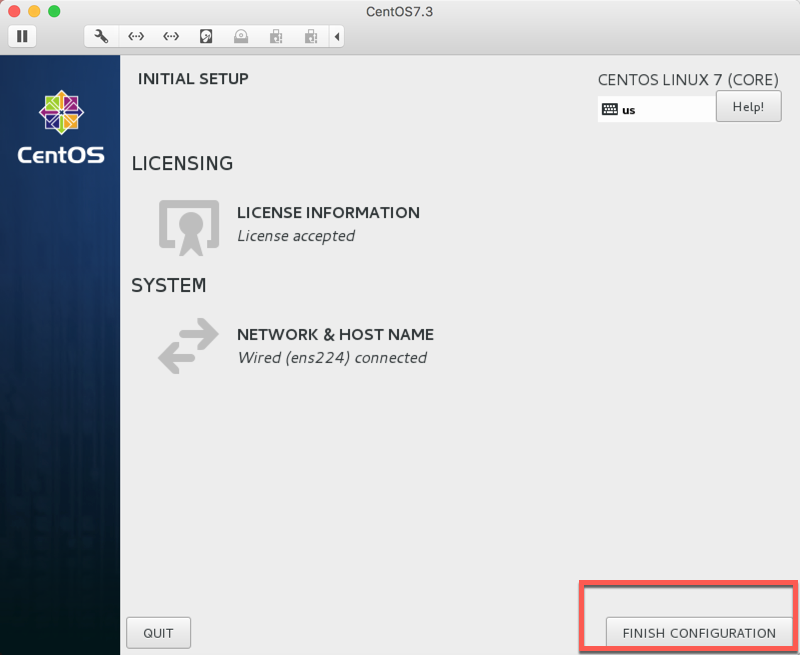 CentOS7.3
INITIAL SETUP
CENTOS LINUX 7 (CORE)
us
Help!
CentOS
LICENSING
LICENSE INFORMATION
License accepted
SYSTEM
NETWORK & HOST NAME
Wired (ens224) connected
QUIT
FINISH CONFIGURATION